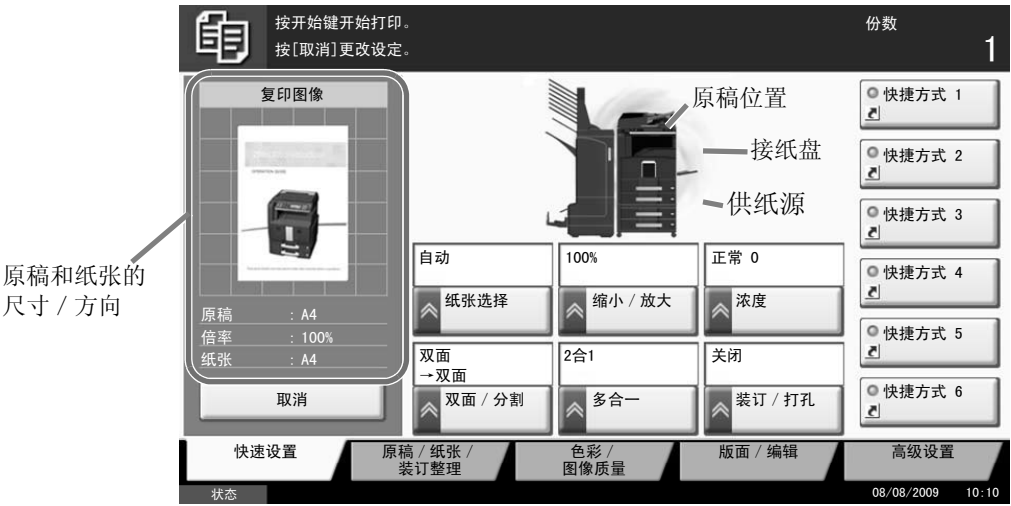 按开始键开始打印。
按[取消]更改设定。
份数
1
复印图像
OPERATION GUIDE
原稿 : A4
倍率 : 100%
纸张 : A4
取消
原稿和纸张的
尺寸 / 方向
原稿位置
接纸盘
供纸源
自动
纸张选择
100%
缩小 / 放大
正常 0
浓度
双面
→双面
双面 / 分割
2合1
多合一
关闭
装订 / 打孔
快捷方式 1
快捷方式 2
快捷方式 3
快捷方式 4
快捷方式 5
快捷方式 6
快速设置
原稿 / 纸张 /
装订整理
色彩 /
图像质量
版面 / 编辑
高级设置
状态
08/08/2009 10:10